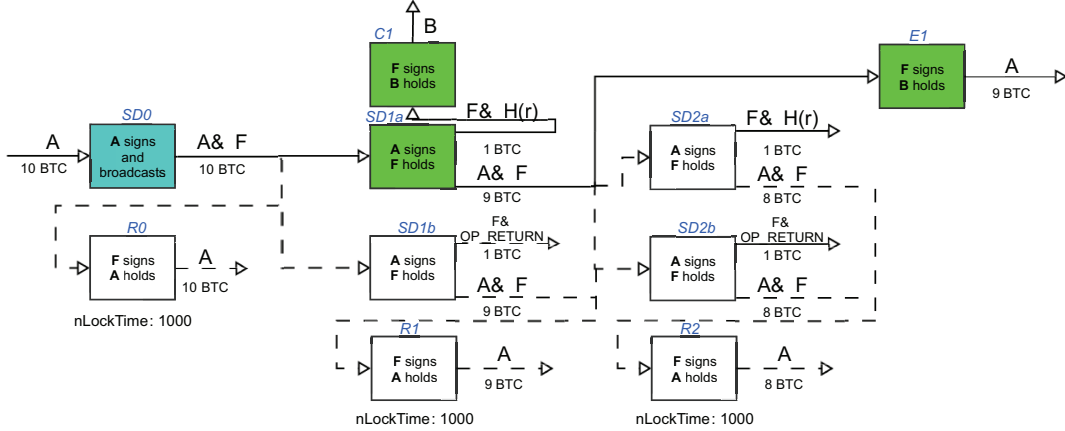 C1
B
F signs
B holds
E1
F signs
B holds
A
9 BTC
SD0
A
10 BTC
A signs
and
broadcasts
A& F
10 BTC
SD1a
A signs
F holds
F& H(r)
1 BTC
A& F
9 BTC
SD2a
A signs
F holds
F& H(r)
1 BTC
A& F
8 BTC
R0
F signs
A holds
A
10 BTC
nLockTime: 1000
SD1b
A signs
F holds
F&
OP_RETURN
1 BTC
A& F
9 BTC
SD2b
A signs
F holds
F&
OP_RETURN
1 BTC
A& F
8 BTC
R1
F signs
A holds
A
9 BTC
nLockTime: 1000
R2
F signs
A holds
A
8 BTC
nLockTime: 1000